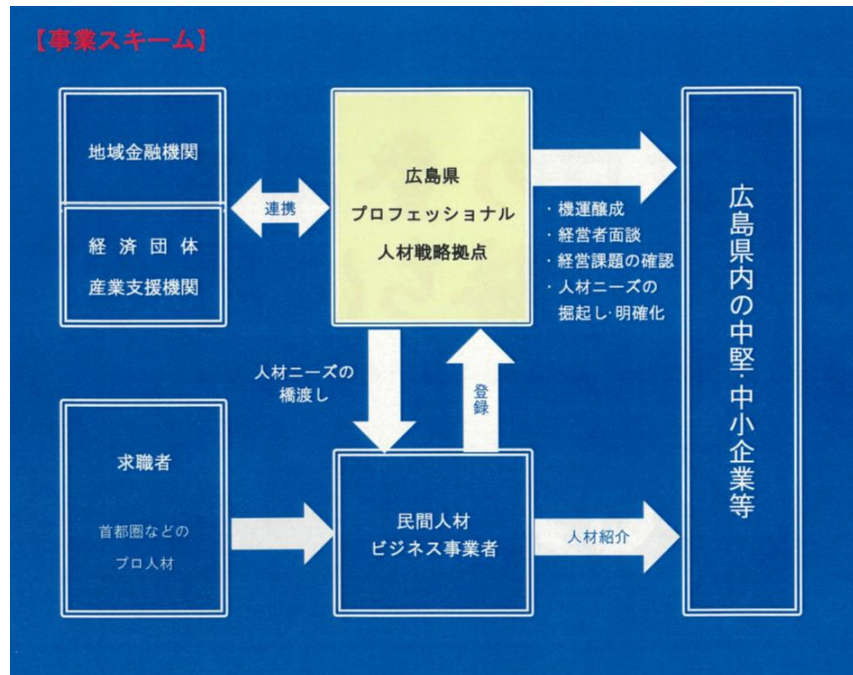 【事業スキーム】
地域金融機関
経済団体
産業支援機関
連携
広島県
プロフェッショナル
人材戦略拠点
・機運醸成
・経営者面談
・経営課題の確認
・人材ニーズの
掘起し・明確化
広島県内の中堅・中小企業等
人材ニーズの
橋渡し
登録
求職者
首都圏などの
プロ人材
民間人材
ビジネス事業者
人材紹介